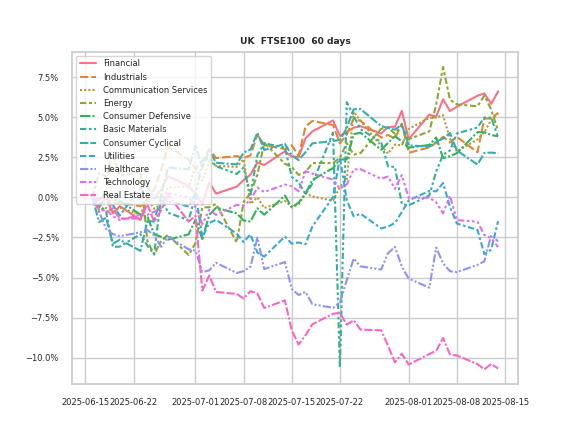 UK  FTSE100  60 days
Financial
Industrials
Communication Services
Energy
Consumer Defensive
Basic Materials
Consumer Cyclical
Utilities
Healthcare
Technology
Real Estate
7.5%
5.0%
2.5%
0.0%
−2.5%
−5.0%
−7.5%
−10.0%
2025-06-15 2025-06-22 2025-07-01 2025-07-08 2025-07-15 2025-07-22 2025-08-01 2025-08-08 2025-08-15